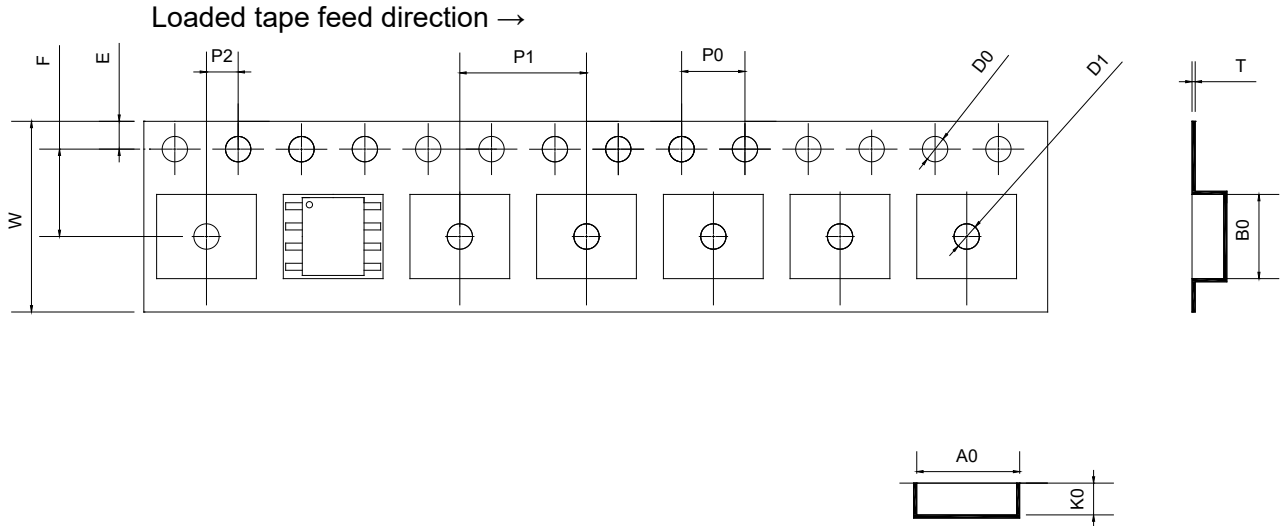 Loaded tape feed direction →
F
E
P2
P1
P0
D0
D1
T
W
B0
A0
K0